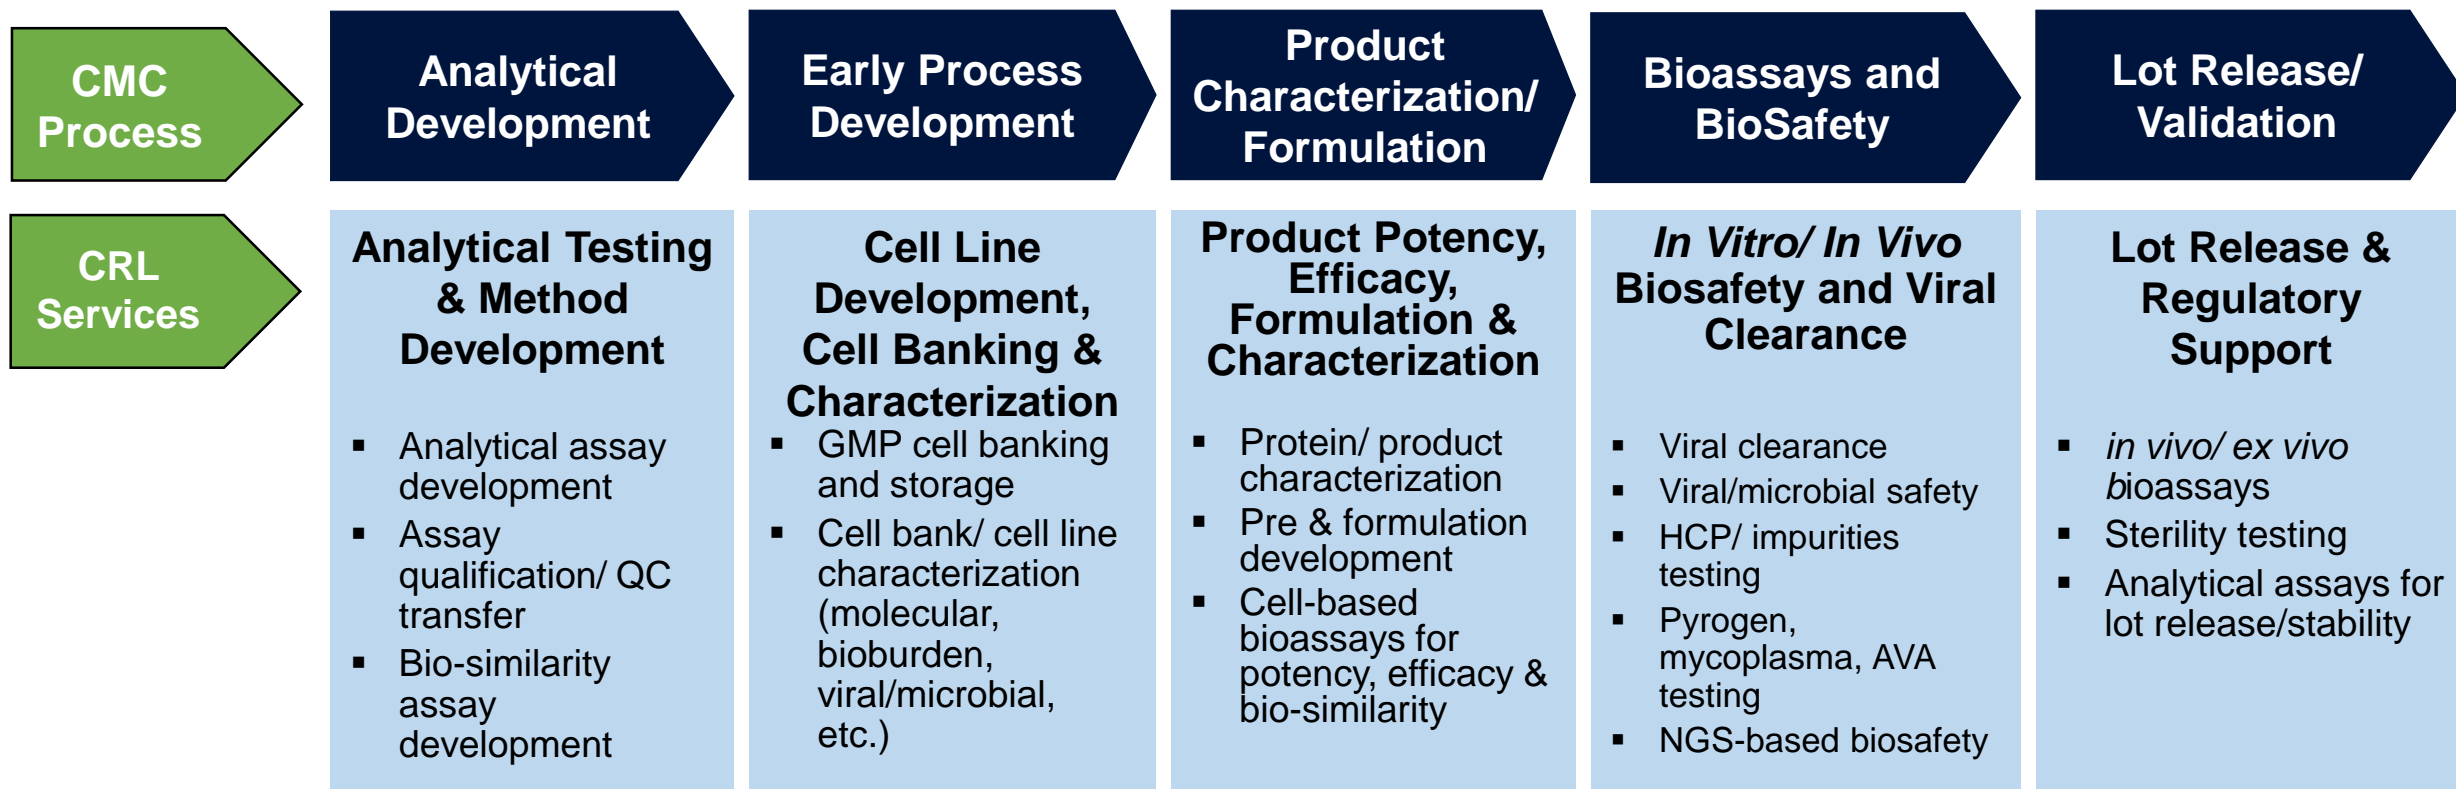 CMC
Process
Analytical
Development
Early Process
Development
Product
Characterization/
Formulation
Bioassays and
BioSafety
Lot Release/
Validation
CRL
Services
Analytical Testing
& Method
Development
▪ Analytical assay
development
▪ Assay
qualification/ QC
transfer
▪ Bio-similarity
assay
development
Cell Line
Development,
Cell Banking &
Characterization
▪ GMP cell banking
and storage
▪ Cell bank/ cell line
characterization
(molecular,
bioburden,
viral/microbial,
etc.)
Product Potency,
Efficacy,
Formulation &
Characterization
▪ Protein/ product
characterization
▪ Pre & formulation
development
▪ Cell-based
bioassays for
potency, efficacy &
bio-similarity
In Vitro/ In Vivo
Biosafety and Viral
Clearance
▪ Viral clearance
▪ Viral/microbial safety
▪ HCP/ impurities
testing
▪ Pyrogen,
mycoplasma, AVA
testing
▪ NGS-based biosafety
Lot Release &
Regulatory
Support
▪ in vivo/ ex vivo
bioassays
▪ Sterility testing
▪ Analytical assays for
lot release/stability